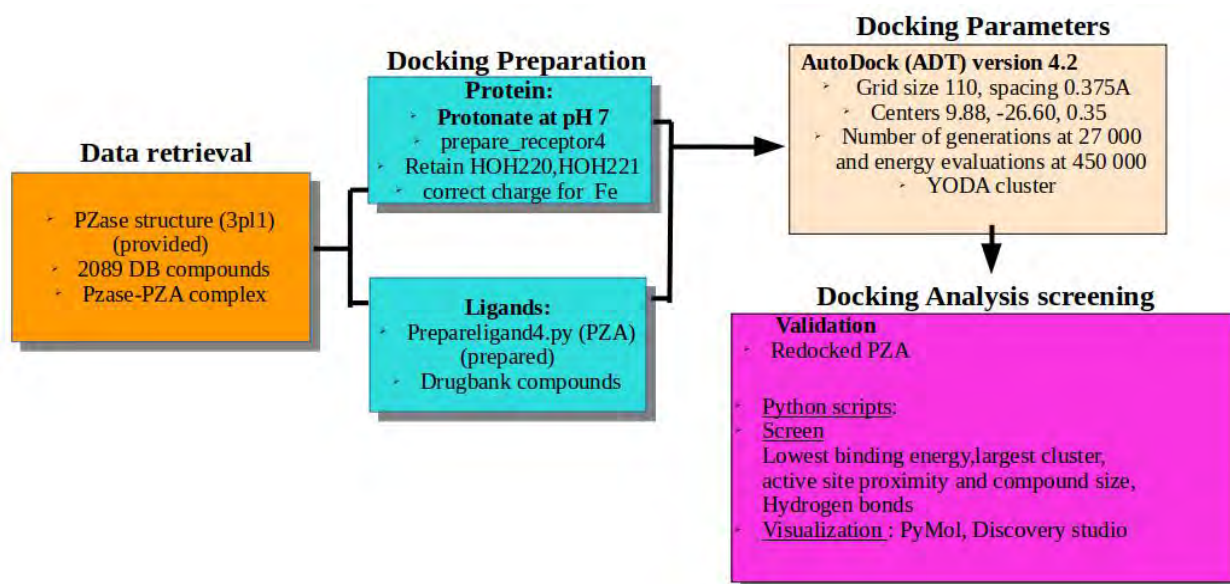 Data retrieval
PZase structure (3pl1)
(provided)
2089 DB compounds
Pzase-PZA complex
Docking Preparation
Protein:
Protonate at pH 7
prepare_receptor4
Retain HOH220,HOH221
correct charge for Fe
Ligands:
Prepareligand4.py (PZA)
(prepared)
Drugbank compounds
Docking Parameters
AutoDock (ADT) version 4.2
Grid size 110, spacing 0.375A
Centers 9.88, -26.60, 0.35
Number of generations at 27 000
and energy evaluations at 450 000
YODA cluster
Docking Analysis screening
Validation
Redocked PZA
Python scripts:
Screen
Lowest binding energy,largest cluster,
active site proximity and compound size,
Hydrogen bonds
Visualization : PyMol, Discovery studio